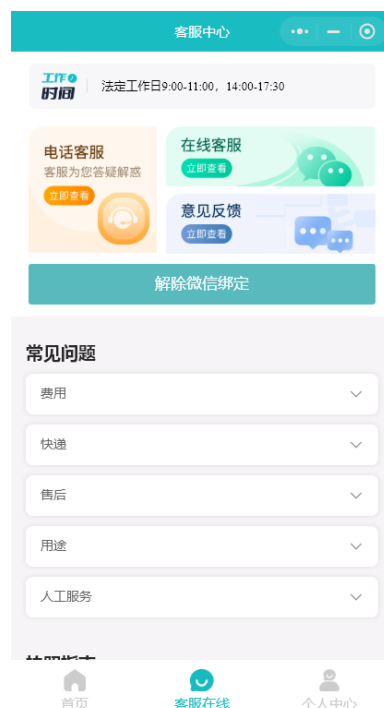 客服中心
工作
时间
法定工作日9:00-11:00，14:00-17:30
电话客服
客服为您答疑解惑
立即查看
在线客服
立即查看
意见反馈
立即查看
解除微信绑定
常见问题
费用
快递
售后
用途
人工服务
首页
客服在线
个人中心